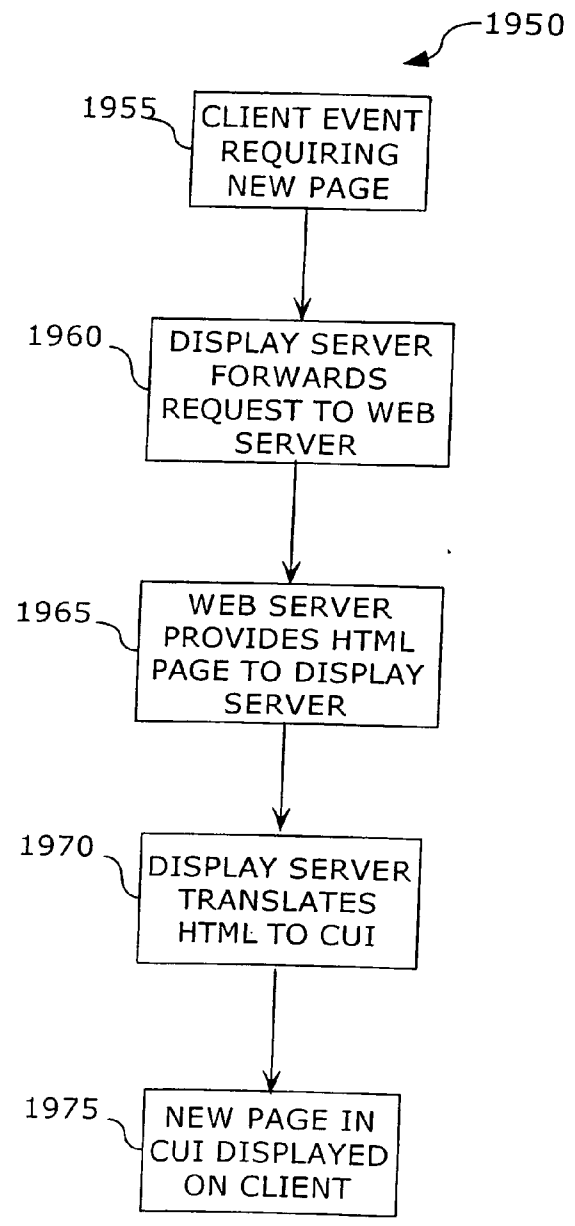 1950
1955
CLIENT EVENT
REQUIRING
NEW PAGE
1960
DISPLAY SERVER
FORWARDS
REQUEST TO WEB
SERVER
1965
WEB SERVER
PROVIDES HTML
PAGE TO DISPLAY
SERVER
1970
DISPLAY SERVER
TRANSLATES
HTML TO CUI
1975
NEW PAGE IN
CUI DISPLAYED
ON CLIENT